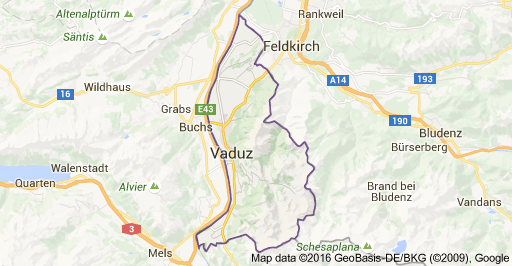 Altenalptürm
Rankweil
Säntis
Feldkirch
A14
193
Wildhaus
16
Grabs
E43
Buchs
190
Bludenz
Bürserberg
Vaduz
Walenstadt
Quarten
Alvier
Brand bei
Bludenz
Vandans
3
Mels
Schesaplana
Map data ©2016 GeoBasis-DE/BKG (©2009), Google